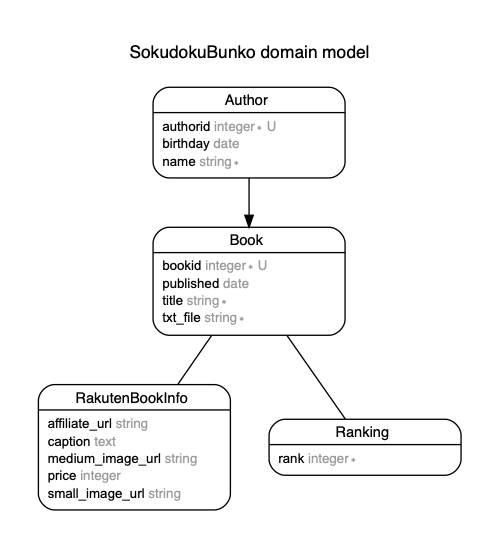 SokudokuBunko domain model
Author
authorid integer * U
birthday date
name string *
Book
bookid integer * U
published date
title string *
txt_file string *
RakutenBookInfo
affiliate_url string
caption text
medium_image_url string
price integer
small_image_url string
Ranking
rank integer *